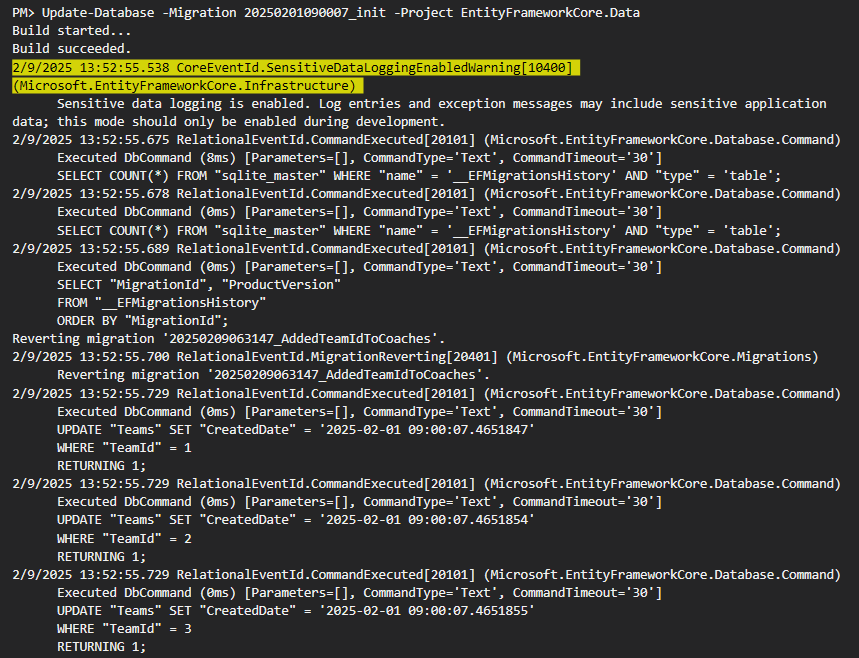 PM> Update-Database -Migration 20250201090007_init -Project EntityFrameworkCore.Data
Build started...
Build succeeded.
2/9/2025 13:52:55.538 CoreEventId.SensitiveDataLoggingEnabledWarning[10400]
(Microsoft.EntityFrameworkCore.Infrastructure)
Sensitive data logging is enabled. Log entries and exception messages may include sensitive application
data; this mode should only be enabled during development.
2/9/2025 13:52:55.675 RelationalEventId.CommandExecuted[20101] (Microsoft.EntityFrameworkCore.Database.Command)
Executed DbCommand (8ms) [Parameters=[], CommandType='Text', CommandTimeout='30']
SELECT COUNT(*) FROM "sqlite_master" WHERE "name" = '__EFMigrationsHistory' AND "type" = 'table';
2/9/2025 13:52:55.678 RelationalEventId.CommandExecuted[20101] (Microsoft.EntityFrameworkCore.Database.Command)
Executed DbCommand (0ms) [Parameters=[], CommandType='Text', CommandTimeout='30']
SELECT COUNT(*) FROM "sqlite_master" WHERE "name" = '__EFMigrationsHistory' AND "type" = 'table';
2/9/2025 13:52:55.689 RelationalEventId.CommandExecuted[20101] (Microsoft.EntityFrameworkCore.Database.Command)
Executed DbCommand (0ms) [Parameters=[], CommandType='Text', CommandTimeout='30']
SELECT "MigrationId", "ProductVersion"
FROM "__EFMigrationsHistory"
ORDER BY "MigrationId";
Reverting migration '20250209063147_AddedTeamIdToCoaches'.
2/9/2025 13:52:55.700 RelationalEventId.MigrationReverting[20401] (Microsoft.EntityFrameworkCore.Migrations)
Reverting migration '20250209063147_AddedTeamIdToCoaches'.
2/9/2025 13:52:55.729 RelationalEventId.CommandExecuted[20101] (Microsoft.EntityFrameworkCore.Database.Command)
Executed DbCommand (0ms) [Parameters=[], CommandType='Text', CommandTimeout='30']
UPDATE "Teams" SET "CreatedDate" = '2025-02-01 09:00:07.4651847'
WHERE "TeamId" = 1
RETURNING 1;
2/9/2025 13:52:55.729 RelationalEventId.CommandExecuted[20101] (Microsoft.EntityFrameworkCore.Database.Command)
Executed DbCommand (0ms) [Parameters=[], CommandType='Text', CommandTimeout='30']
UPDATE "Teams" SET "CreatedDate" = '2025-02-01 09:00:07.4651854'
WHERE "TeamId" = 2
RETURNING 1;
2/9/2025 13:52:55.729 RelationalEventId.CommandExecuted[20101] (Microsoft.EntityFrameworkCore.Database.Command)
Executed DbCommand (0ms) [Parameters=[], CommandType='Text', CommandTimeout='30']
UPDATE "Teams" SET "CreatedDate" = '2025-02-01 09:00:07.4651855'
WHERE "TeamId" = 3
RETURNING 1;